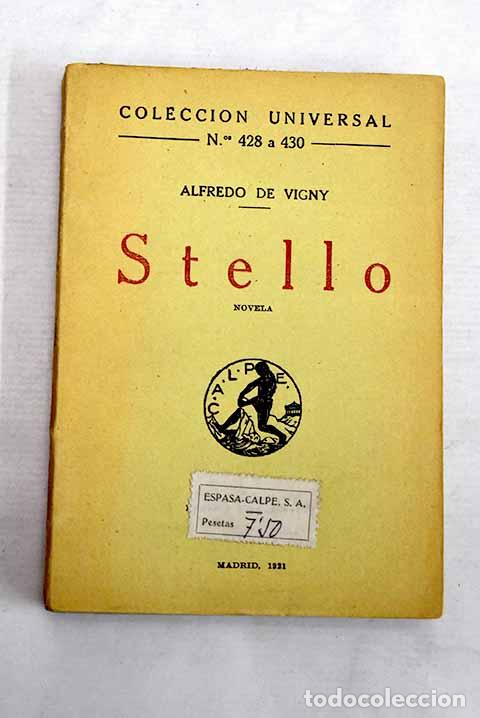 COLECCION UNIVERSAL
N.os 428 a 430
ALFREDO DE VIGNY
Stello
NOVELA
C.A.L.P.E.
ESPASA-CALPE, S. A.
Pesetas 7'50
MADRID, 1921
todocoleccion